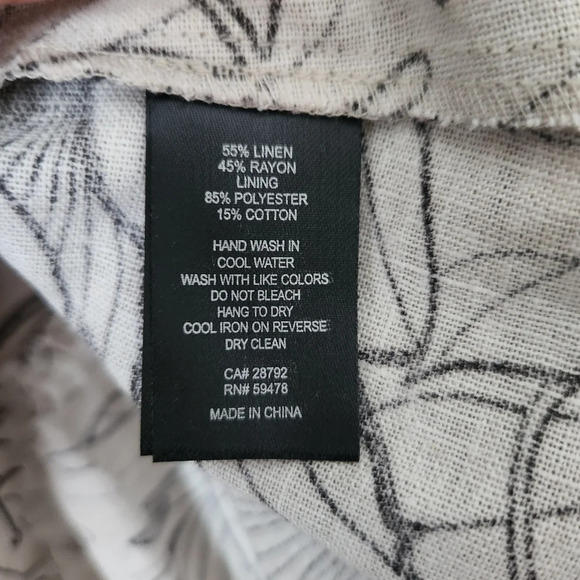 55% LINEN
45% RAYON
LINING
85% POLYESTER
15% COTTON
HAND WASH IN
COOL WATER
WASH WITH LIKE COLORS
DO NOT BLEACH
HANG TO DRY
COOL IRON ON REVERSE
DRY CLEAN
CA# 28792
RN# 59478
MADE IN CHINA